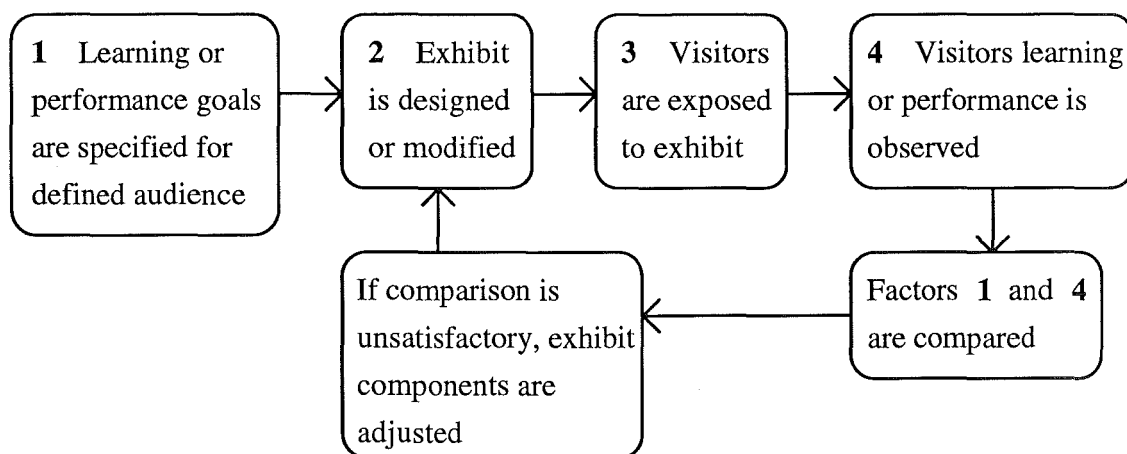 1 Learning or
performance goals
are specified for
defined audience
2 Exhibit
is designed
or modified
3 Visitors
are exposed
to exhibit
4 Visitors learning
or performance is
observed
Factors 1 and 4
are compared
If comparison is
unsatisfactory, exhibit
components are
adjusted